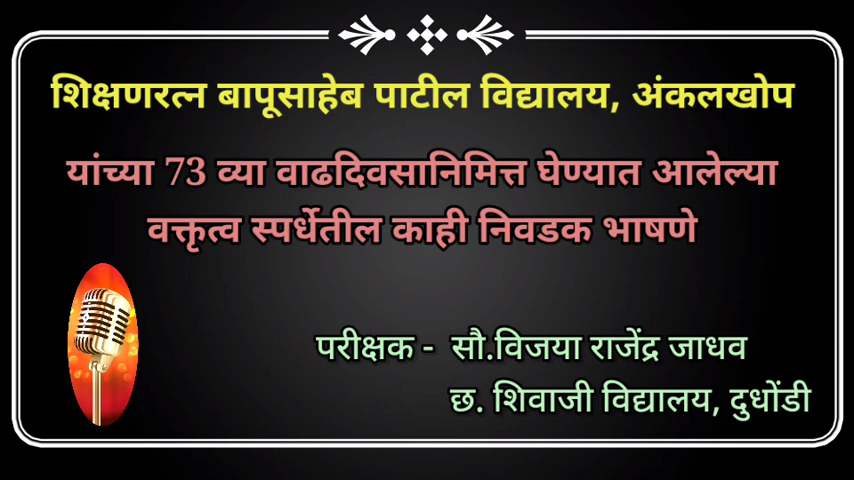 शिक्षणरत्न बापूसाहेब पाटील विद्यालय, अंकलखोप
यांच्या 73 व्या वाढदिवसानिमित्त घेण्यात आलेल्या
वक्तृत्व स्पर्धेतील काही निवडक भाषणे
परीक्षक - सौ.विजया राजेंद्र जाधव
छ. शिवाजी विद्यालय, दुधोंडी